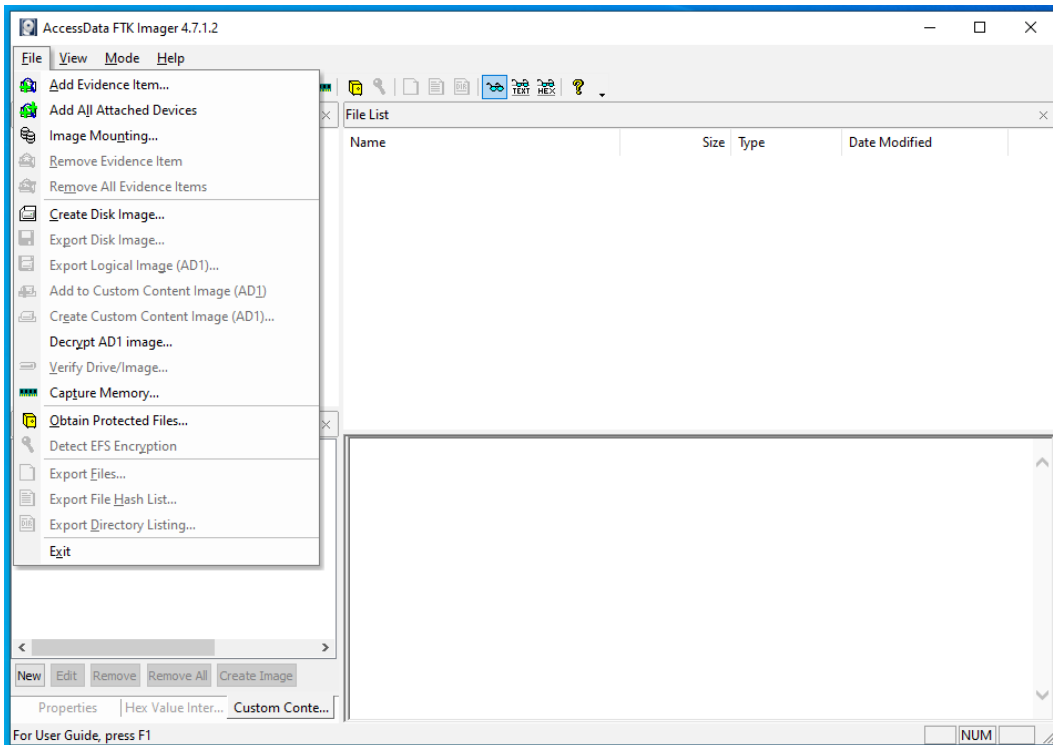 AccessData FTK Imager 4.7.1.2
File View Mode Help
Add Evidence Item...
Add All Attached Devices
Image Mounting...
Remove Evidence Item
Remove All Evidence Items
Create Disk Image...
Export Disk Image...
Export Logical Image (AD1)...
Add to Custom Content Image (AD1)
Create Custom Content Image (AD1)...
Decrypt AD1 image...
Verify Drive/Image...
Capture Memory...
Obtain Protected Files...
Detect EFS Encryption
Export Files...
Export File Hash List...
Export Directory Listing...
Exit
TEXT HEX
File List
Name Size Type Date Modified
New Edit Remove Remove All Create Image
Properties Hex Value Inter... Custom Conte...
For User Guide, press F1 NUM